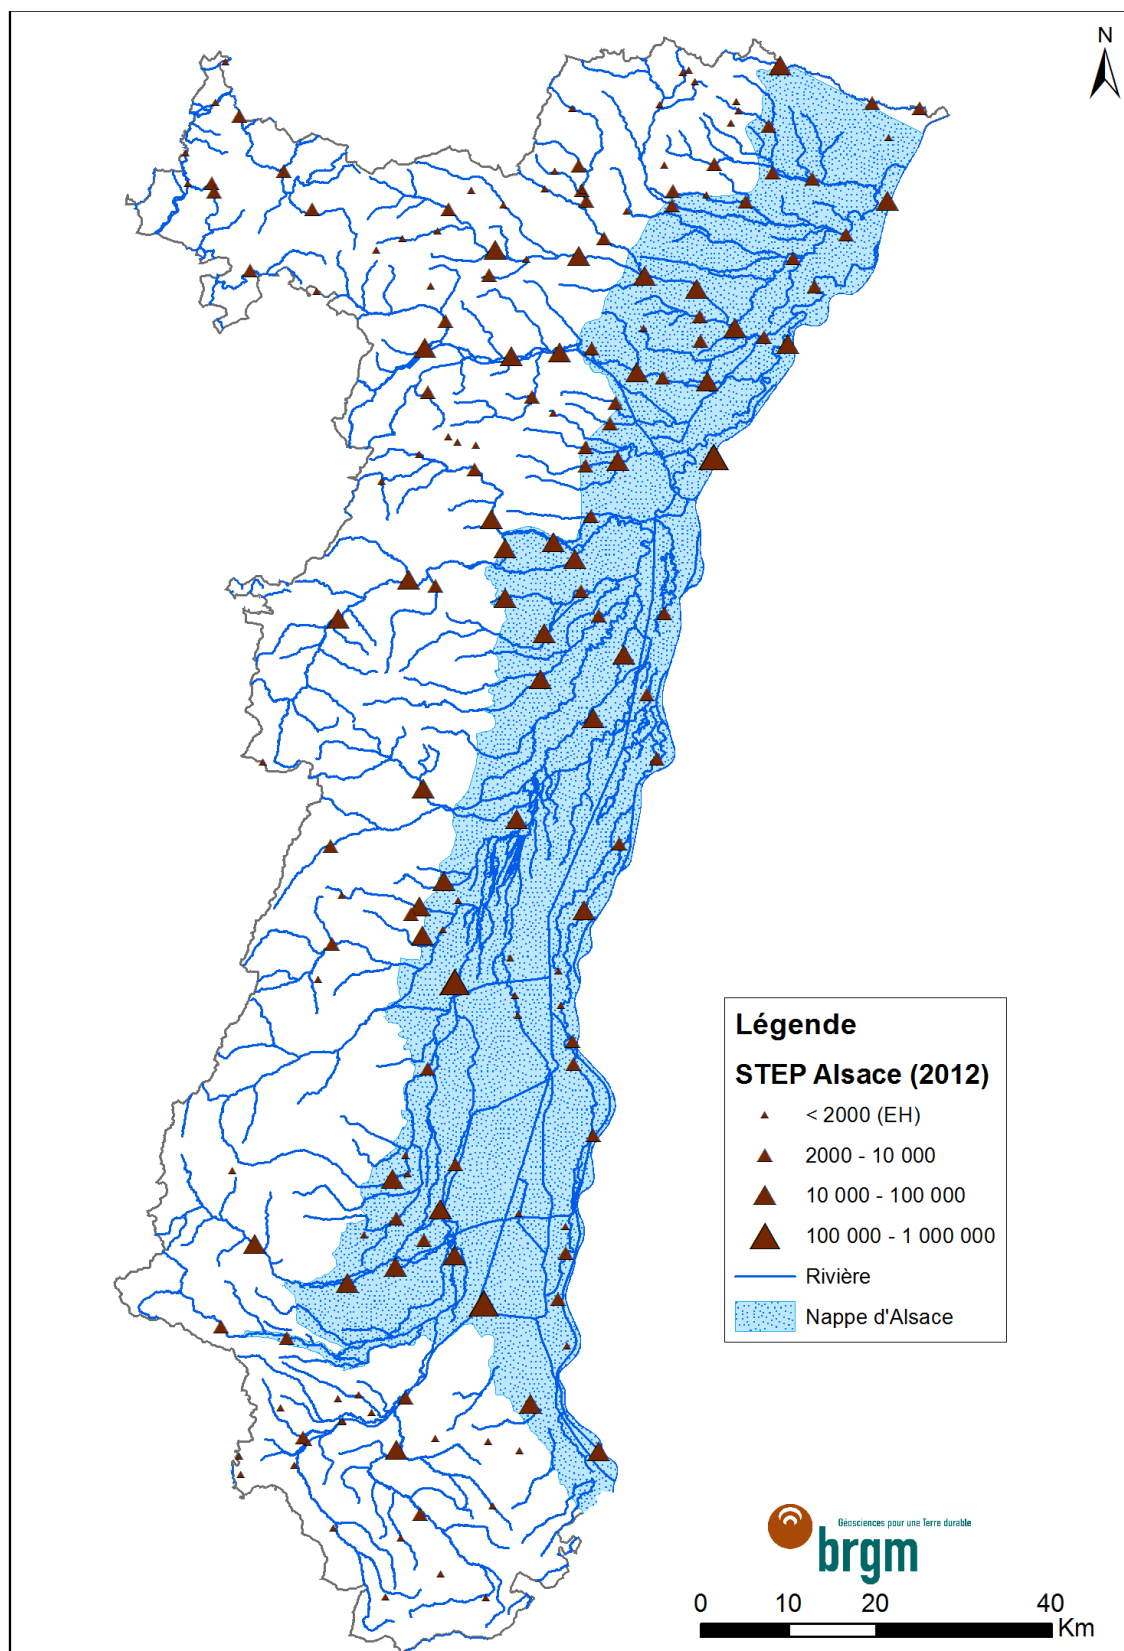 N
Légende
STEP Alsace (2012)
< 2000 (EH)
2000 - 10 000
10 000 - 100 000
100 000 - 1 000 000
Rivière
Nappe d'Alsace
Géosciences pour une Terre durable
brgm
0 10 20 40
Km